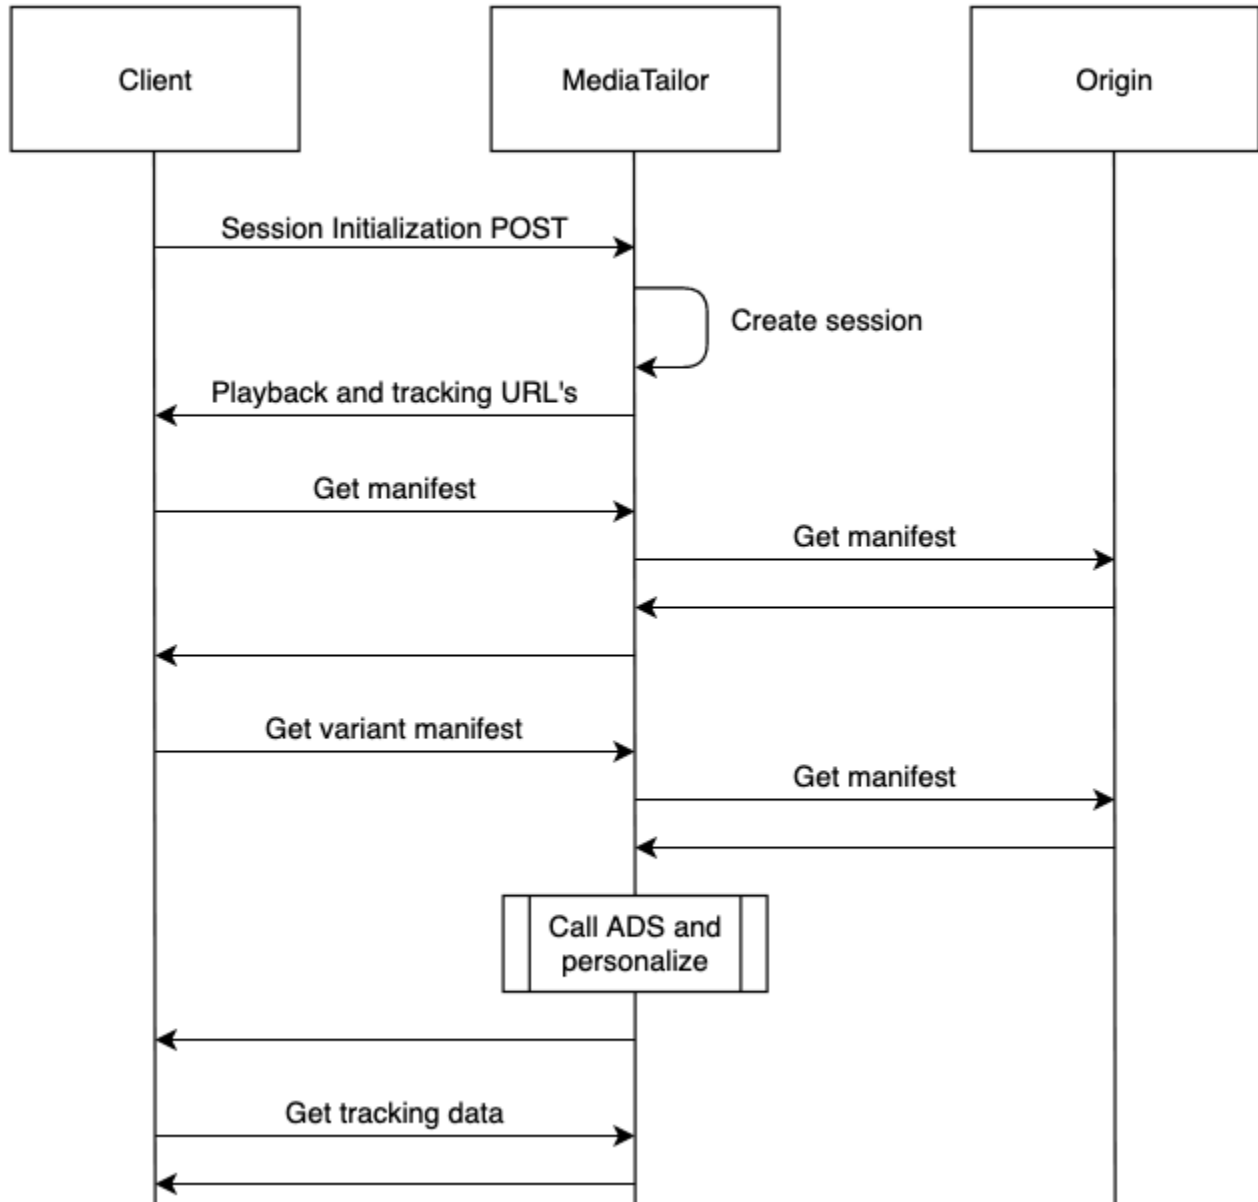 Client
MediaTailor
Origin
Session Initialization POST
Create session
Playback and tracking URL's
Get manifest
Get manifest
Get variant manifest
Get manifest
Call ADS and
personalize
Get tracking data